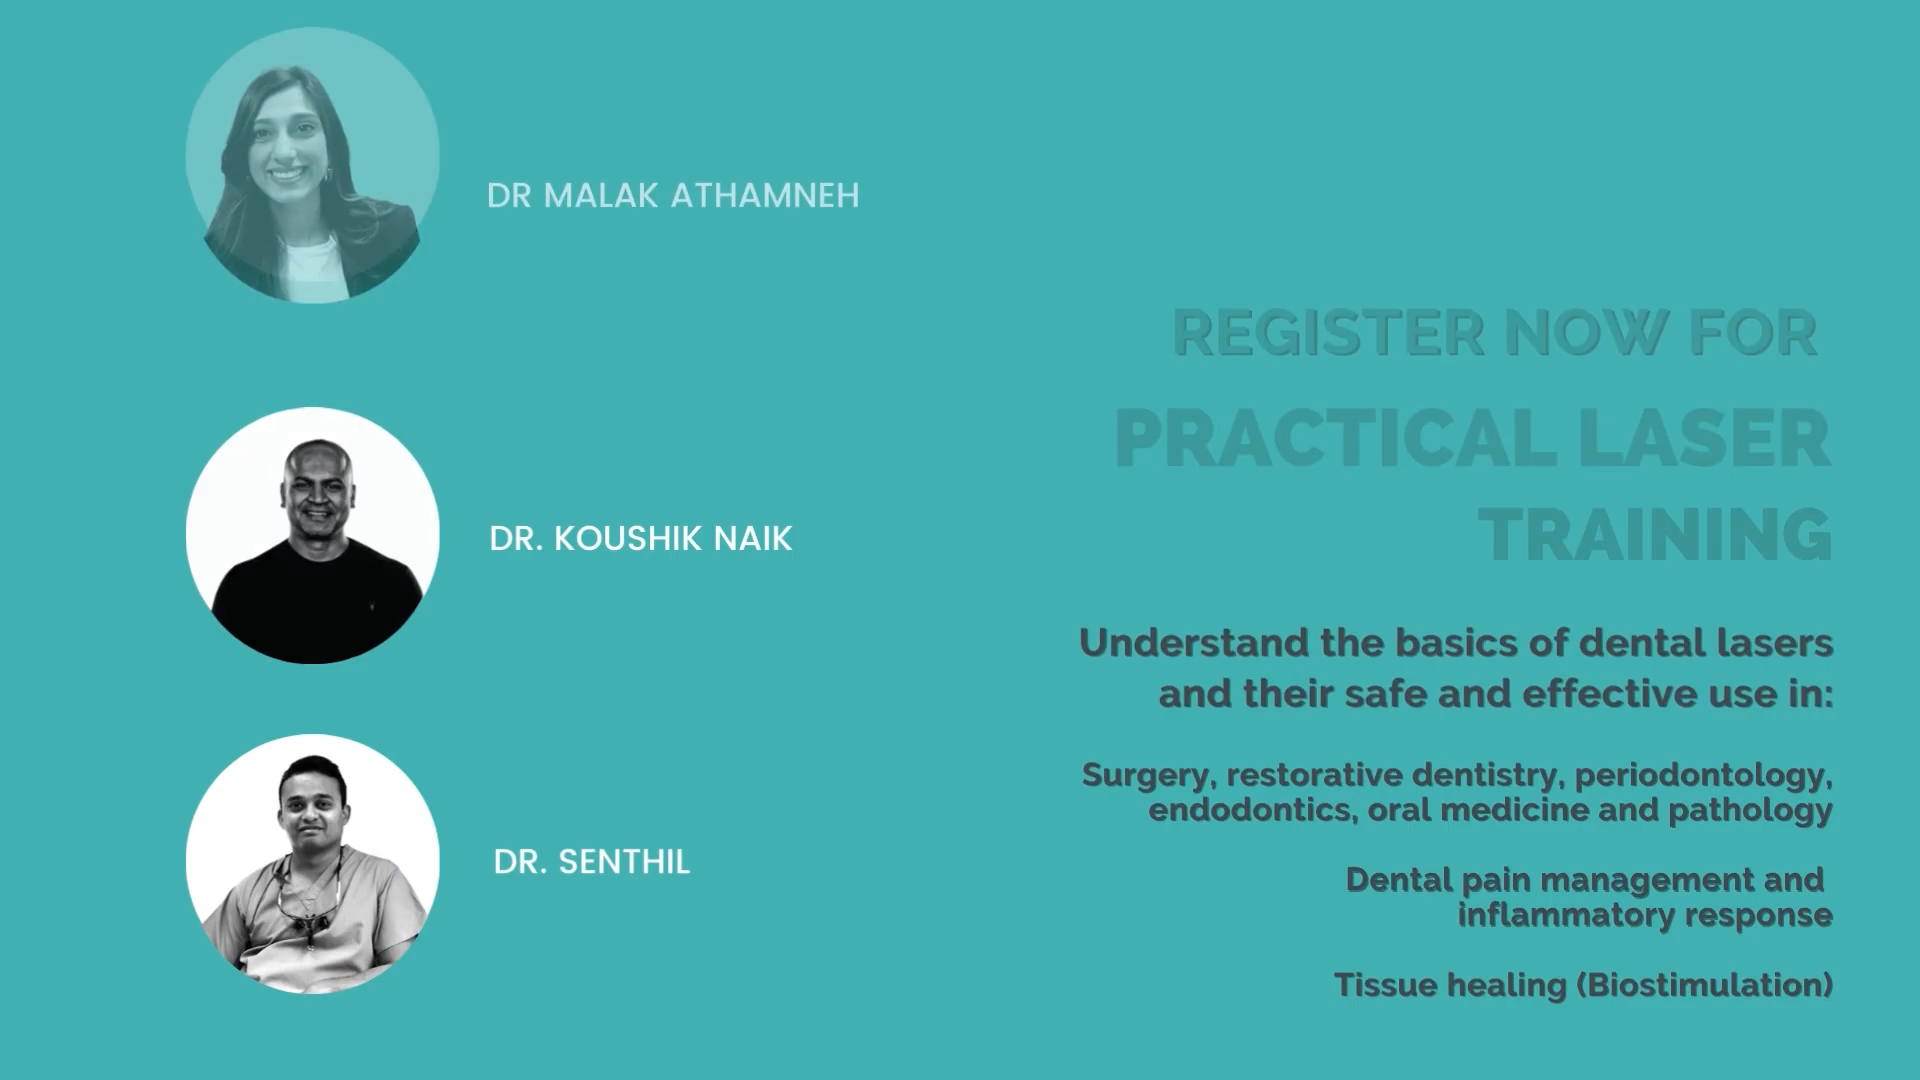 DR MALAK ATHAMNEH
DR. KOUSHIK NAIK
DR. SENTHIL
REGISTER NOW FOR
PRACTICAL LASER
TRAINING
Understand the basics of dental lasers
and their safe and effective use in:
Surgery, restorative dentistry, periodontology,
endodontics, oral medicine and pathology
Dental pain management and
inflammatory response
Tissue healing (Biostimulation)